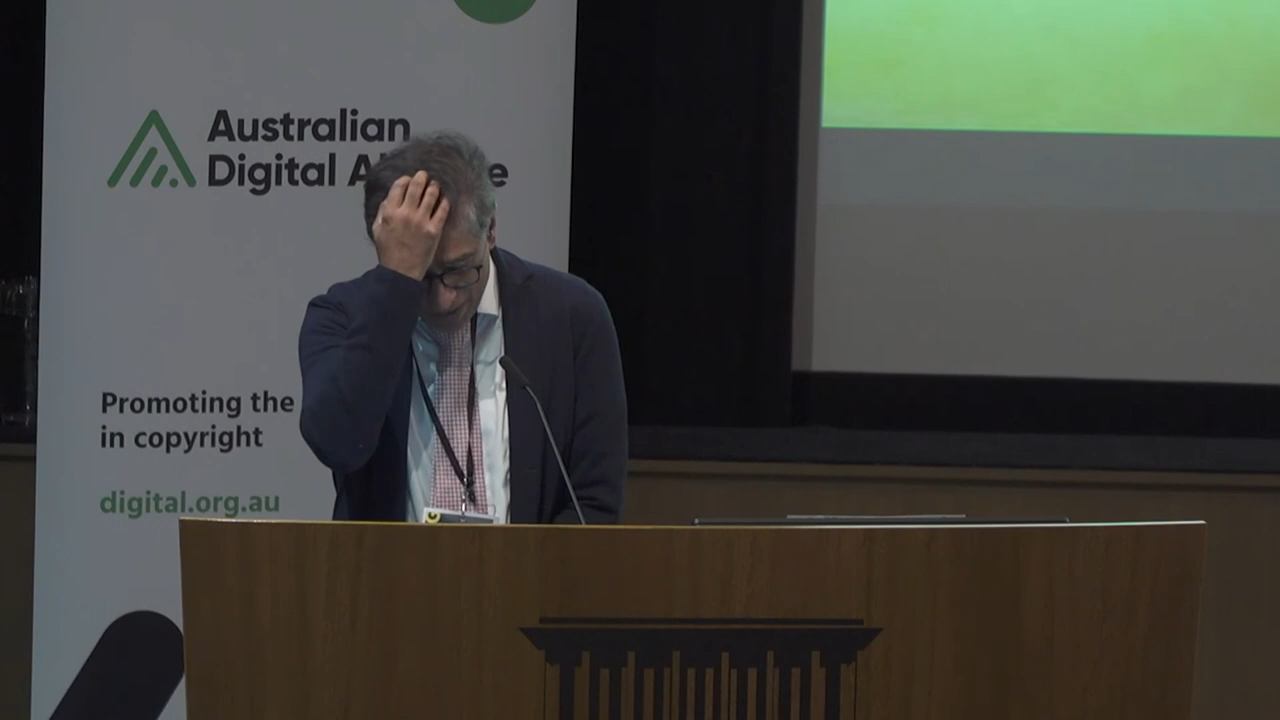 Australian
Digital
Promoting the
in copyright
digital.org.au